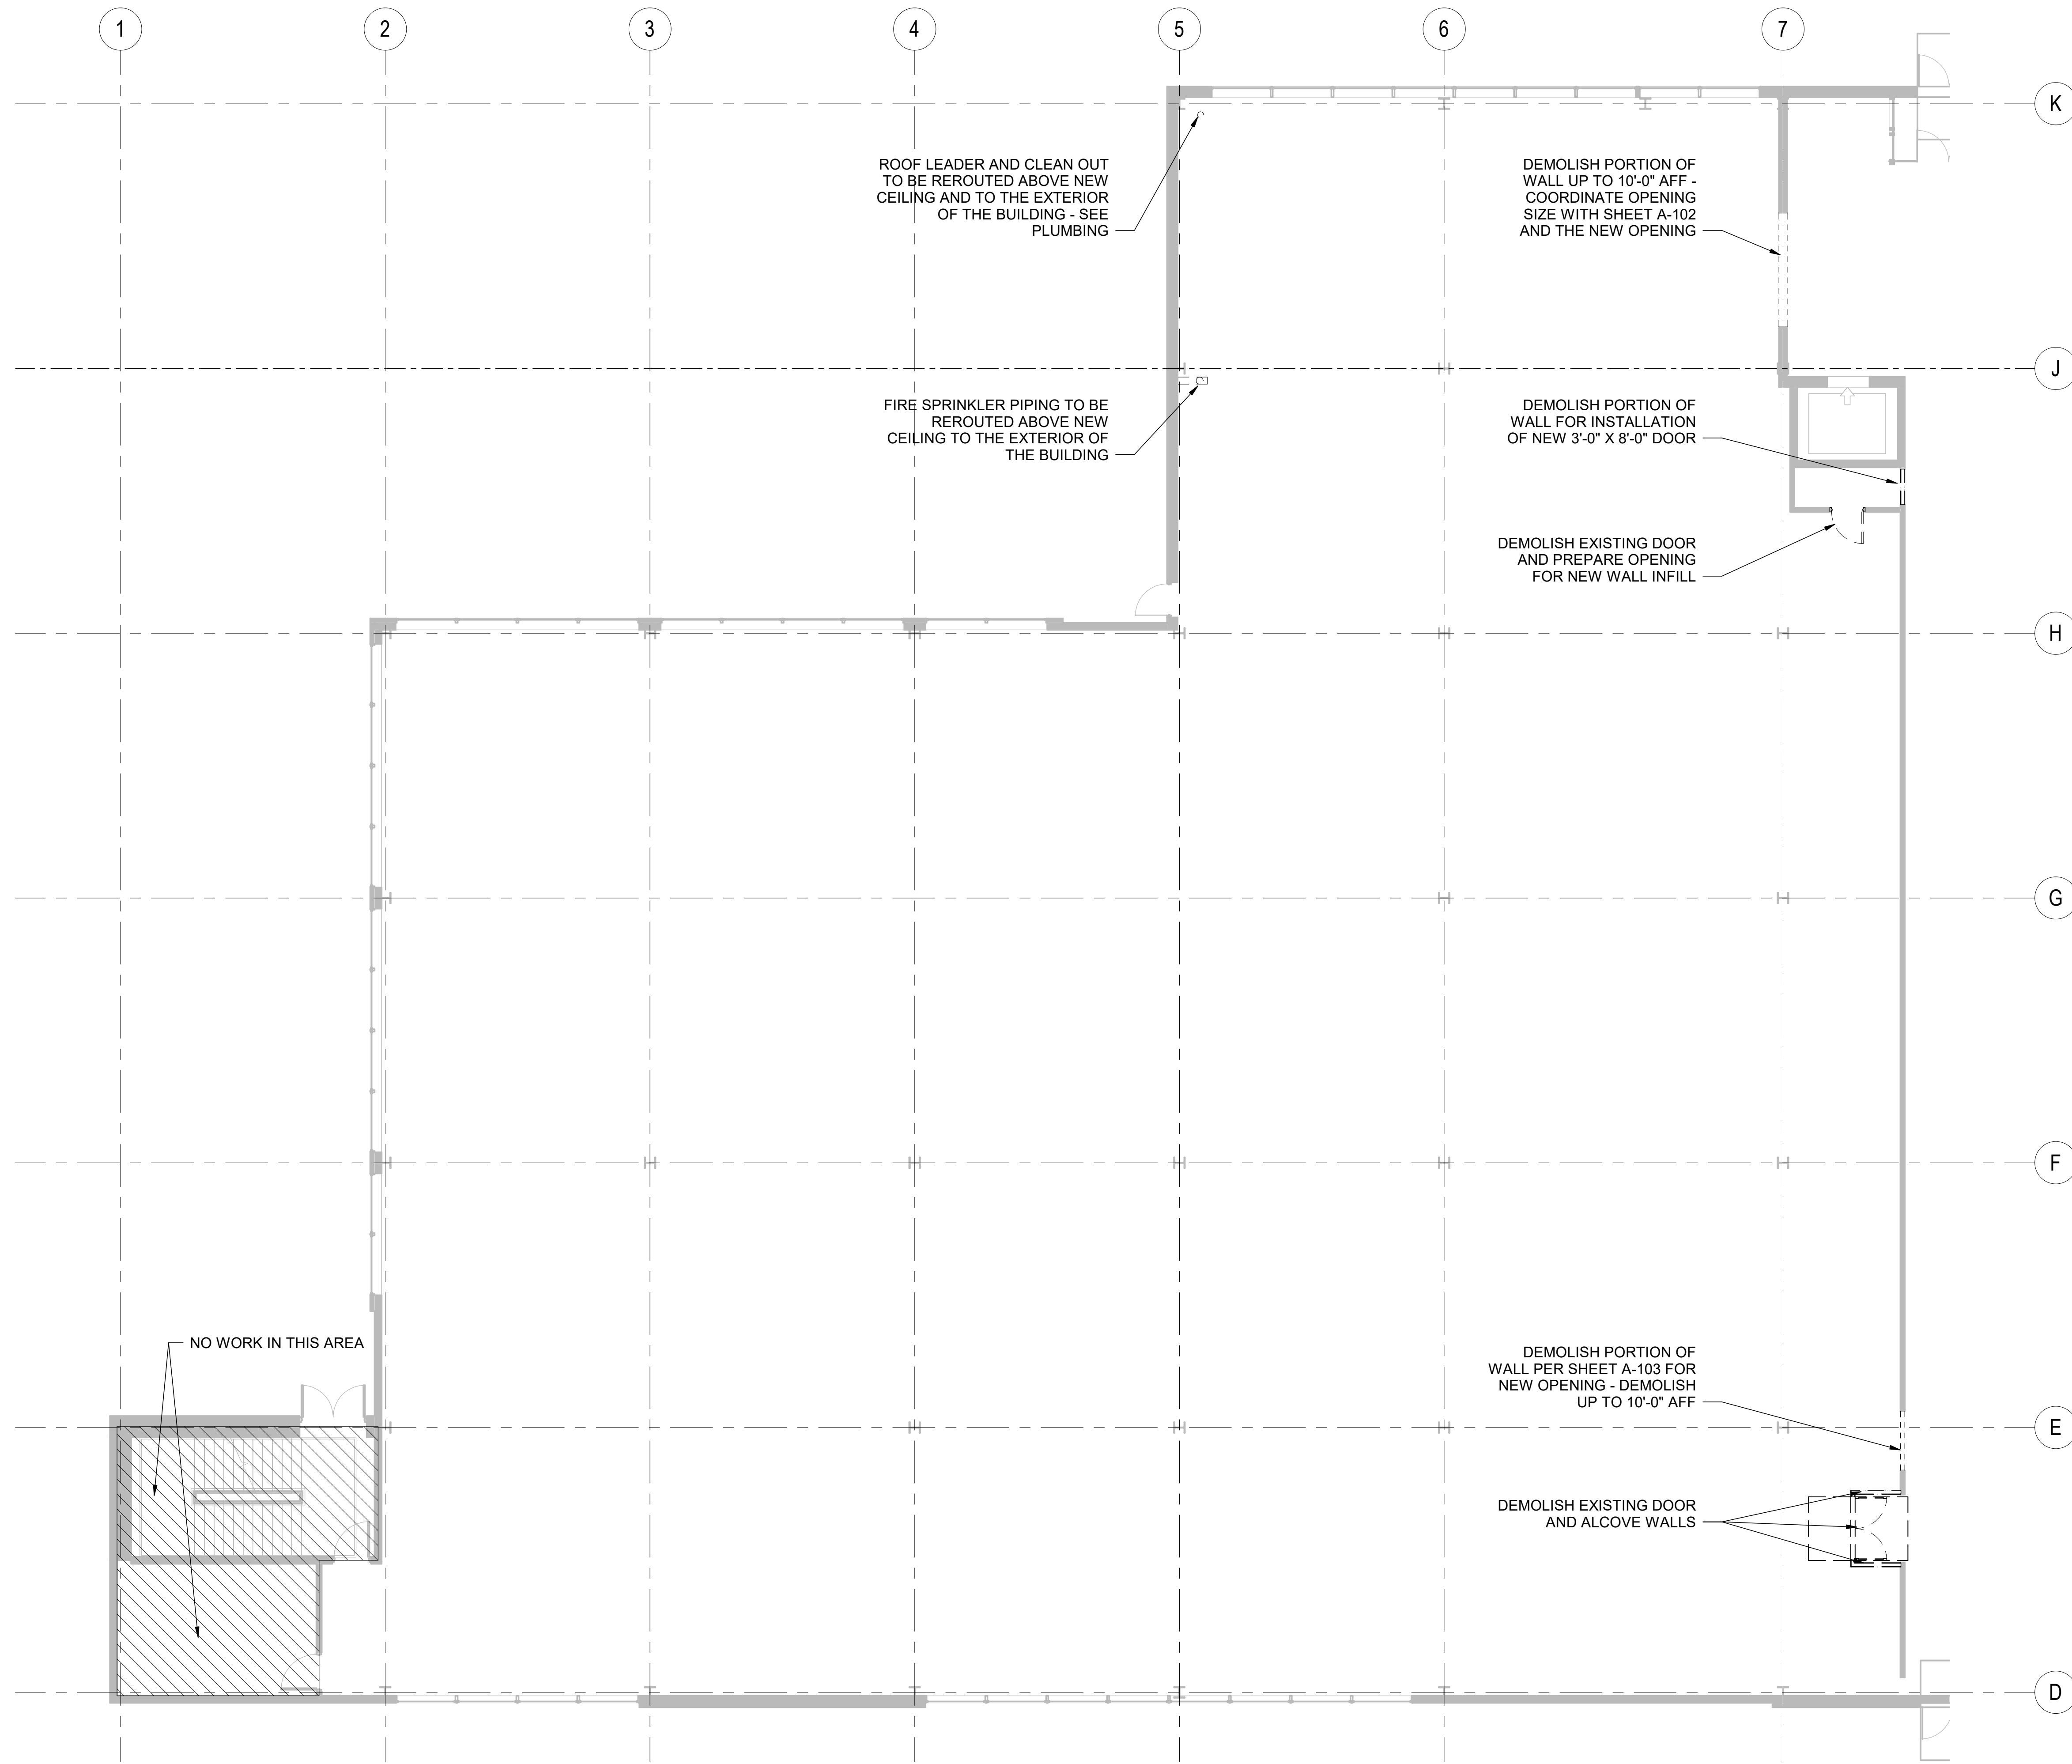 1
2
3
4
5
6
7
K
ROOF LEADER AND CLEAN OUT
TO BE REROUTED ABOVE NEW
CEILING AND TO THE EXTERIOR
OF THE BUILDING - SEE
PLUMBING
DEMOLISH PORTION OF
WALL UP TO 10'-0" AFF -
COORDINATE OPENING
SIZE WITH SHEET A-102
AND THE NEW OPENING
J
FIRE SPRINKLER PIPING TO BE
REROUTED ABOVE NEW
CEILING TO THE EXTERIOR OF
THE BUILDING
DEMOLISH PORTION OF
WALL FOR INSTALLATION
OF NEW 3'-0" X 8'-0" DOOR
DEMOLISH EXISTING DOOR
AND PREPARE OPENING
FOR NEW WALL INFILL
H
G
F
NO WORK IN THIS AREA
DEMOLISH PORTION OF
WALL PER SHEET A-103 FOR
NEW OPENING - DEMOLISH
UP TO 10'-0" AFF
E
DEMOLISH EXISTING DOOR
AND ALCOVE WALLS
D